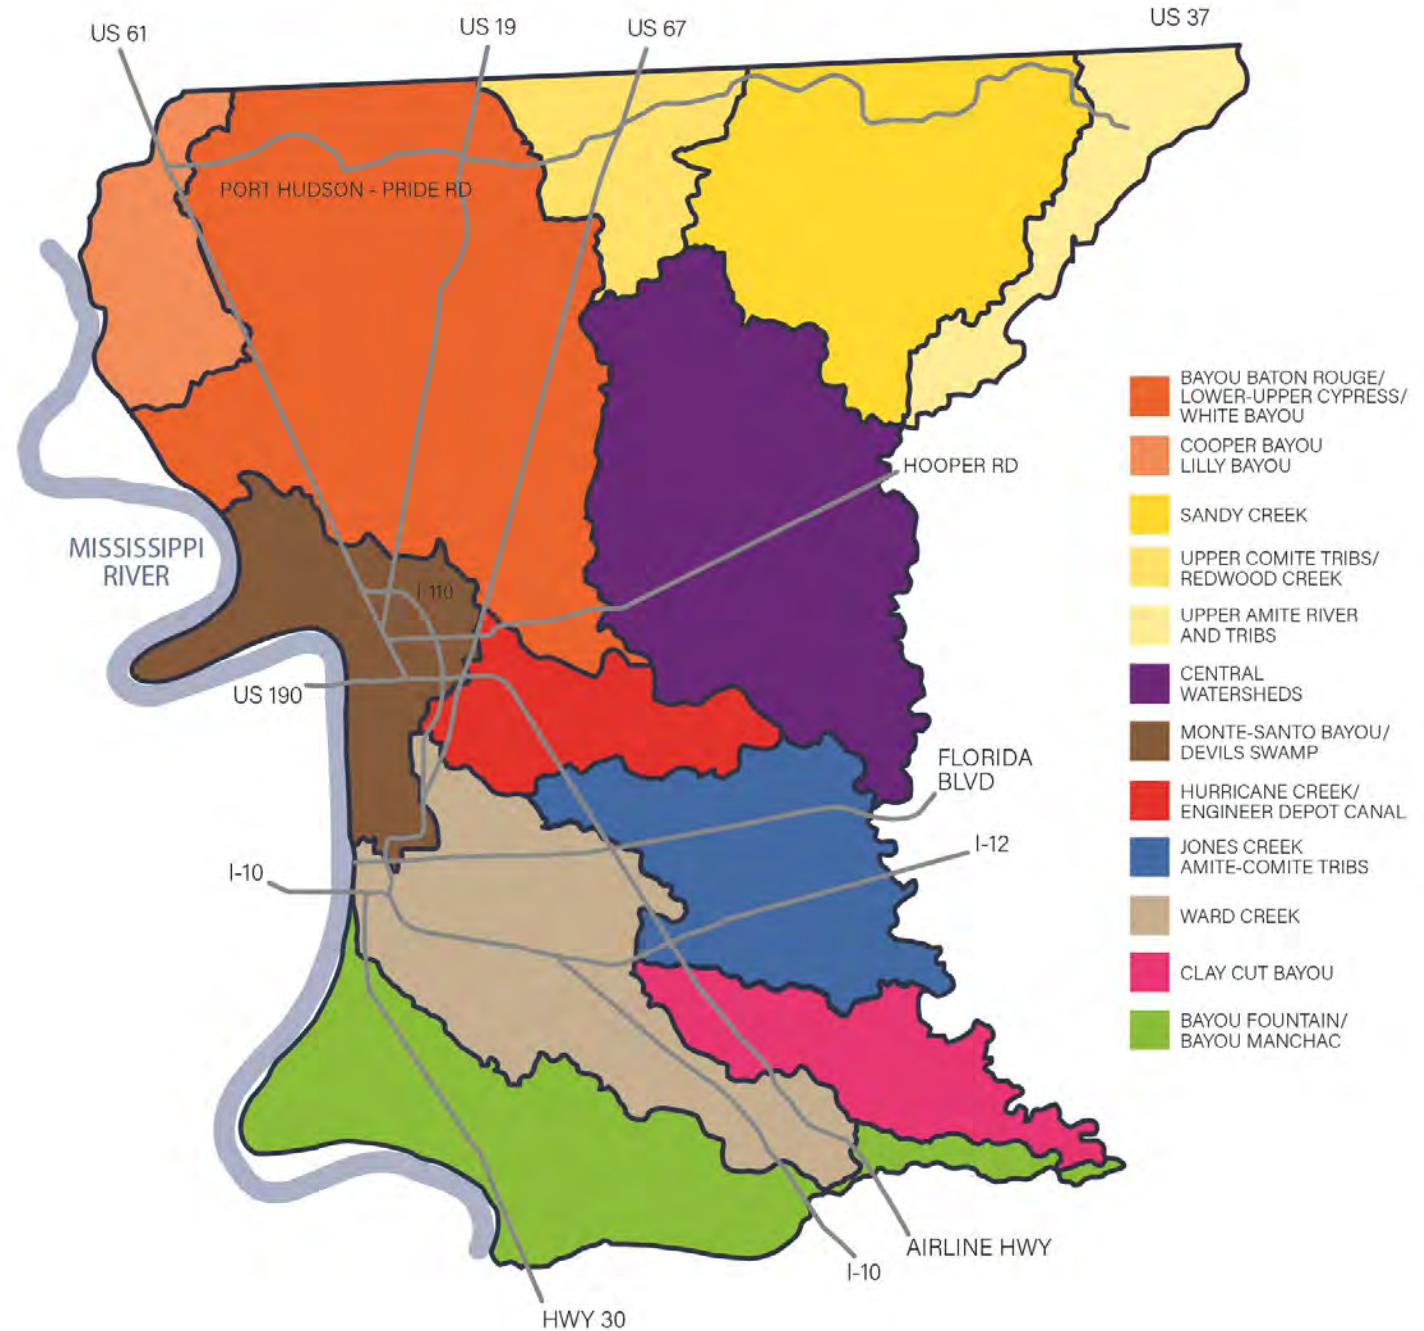 US 61
US 19
US 67
US 37
PORT HUDSON - PRIDE RD
HOOPER RD
MISSISSIPPI
RIVER
I-110
US 190
FLORIDA
BLVD
I-12
I-10
AIRLINE HWY
I-10
HWY 30
BAYOU BATON ROUGE/
LOWER-UPPER CYPRESS/
WHITE BAYOU
COOPER BAYOU
LILLY BAYOU
SANDY CREEK
UPPER COMITE TRIBS/
REDWOOD CREEK
UPPER AMITE RIVER
AND TRIBS
CENTRAL
WATERSHEDS
MONTE-SANTO BAYOU/
DEVILS SWAMP
HURRICANE CREEK/
ENGINEER DEPOT CANAL
JONES CREEK
AMITE-COMITE TRIBS
WARD CREEK
CLAY CUT BAYOU
BAYOU FOUNTAIN/
BAYOU MANCHAC